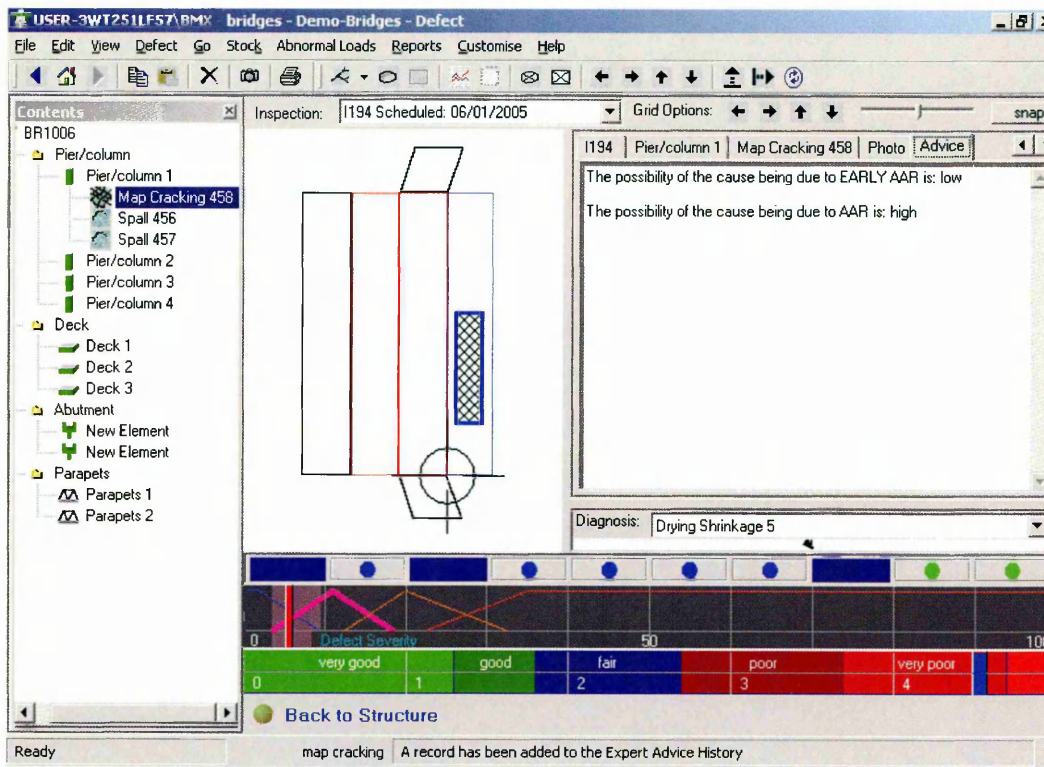 USER-3WT251LF57\BMX bridges - Demo-Bridges - Defect
File Edit View Defect Go Stock Abnormal Loads Reports Customise Help
Contents
BR1006
Pier/column
Pier/column 1
Map Cracking 458
Spall 456
Spall 457
Pier/column 2
Pier/column 3
Pier/column 4
Deck
Deck 1
Deck 2
Deck 3
Abutment
New Element
New Element
Parapets
Parapets 1
Parapets 2
Inspection: I194 Scheduled: 06/01/2005 Grid Options: snap
I194 Pier/column 1 Map Cracking 458 Photo Advice
The possibility of the cause being due to EARLY AAR is: low
The possibility of the cause being due to AAR is: high
Diagnosis: Drying Shrinkage 5
0 Defect Severity 50 100
very good good fair poor very poor
0 1 2 3 4
Back to Structure
Ready map cracking A record has been added to the Expert Advice History